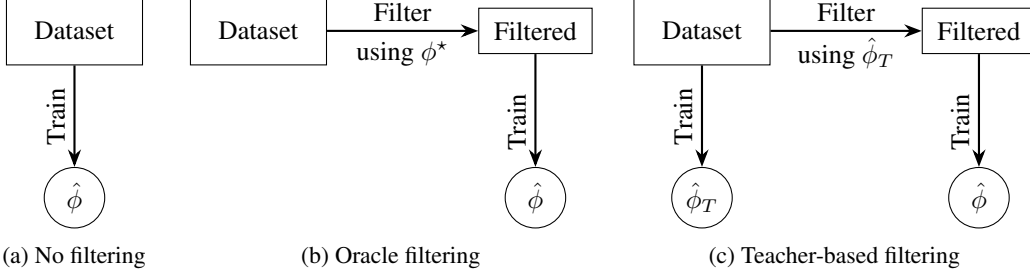 Dataset
Train
φ̂
(a) No filtering
Dataset
Filter
using φ⋆
Filtered
Train
φ̂
(b) Oracle filtering
Dataset
Filter
using φ̂_T
Filtered
Train
Train
φ̂_T
φ̂
(c) Teacher-based filtering